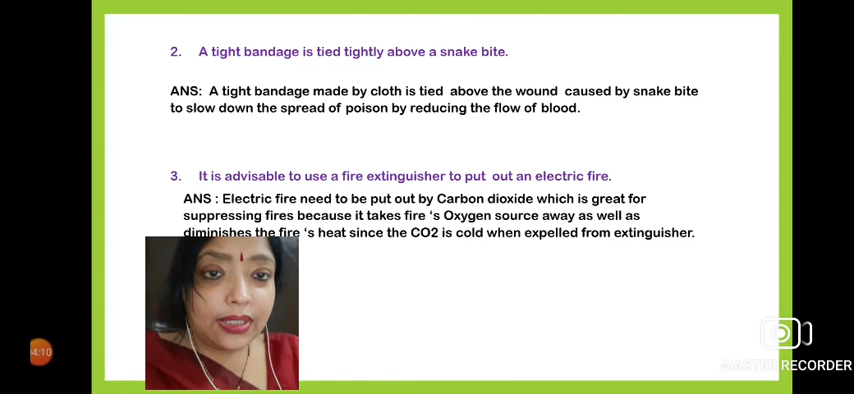 2. A tight bandage is tied tightly above a snake bite.
ANS: A tight bandage made by cloth is tied above the wound caused by snake bite
to slow down the spread of poison by reducing the flow of blood.
3. It is advisable to use a fire extinguisher to put out an electric fire.
ANS : Electric fire need to be put out by Carbon dioxide which is great for
suppressing fires because it takes fire 's Oxygen source away as well as
diminishes the fire 's heat since the CO2 is cold when expelled from extinguisher.
04:10
MASTER RECORDER